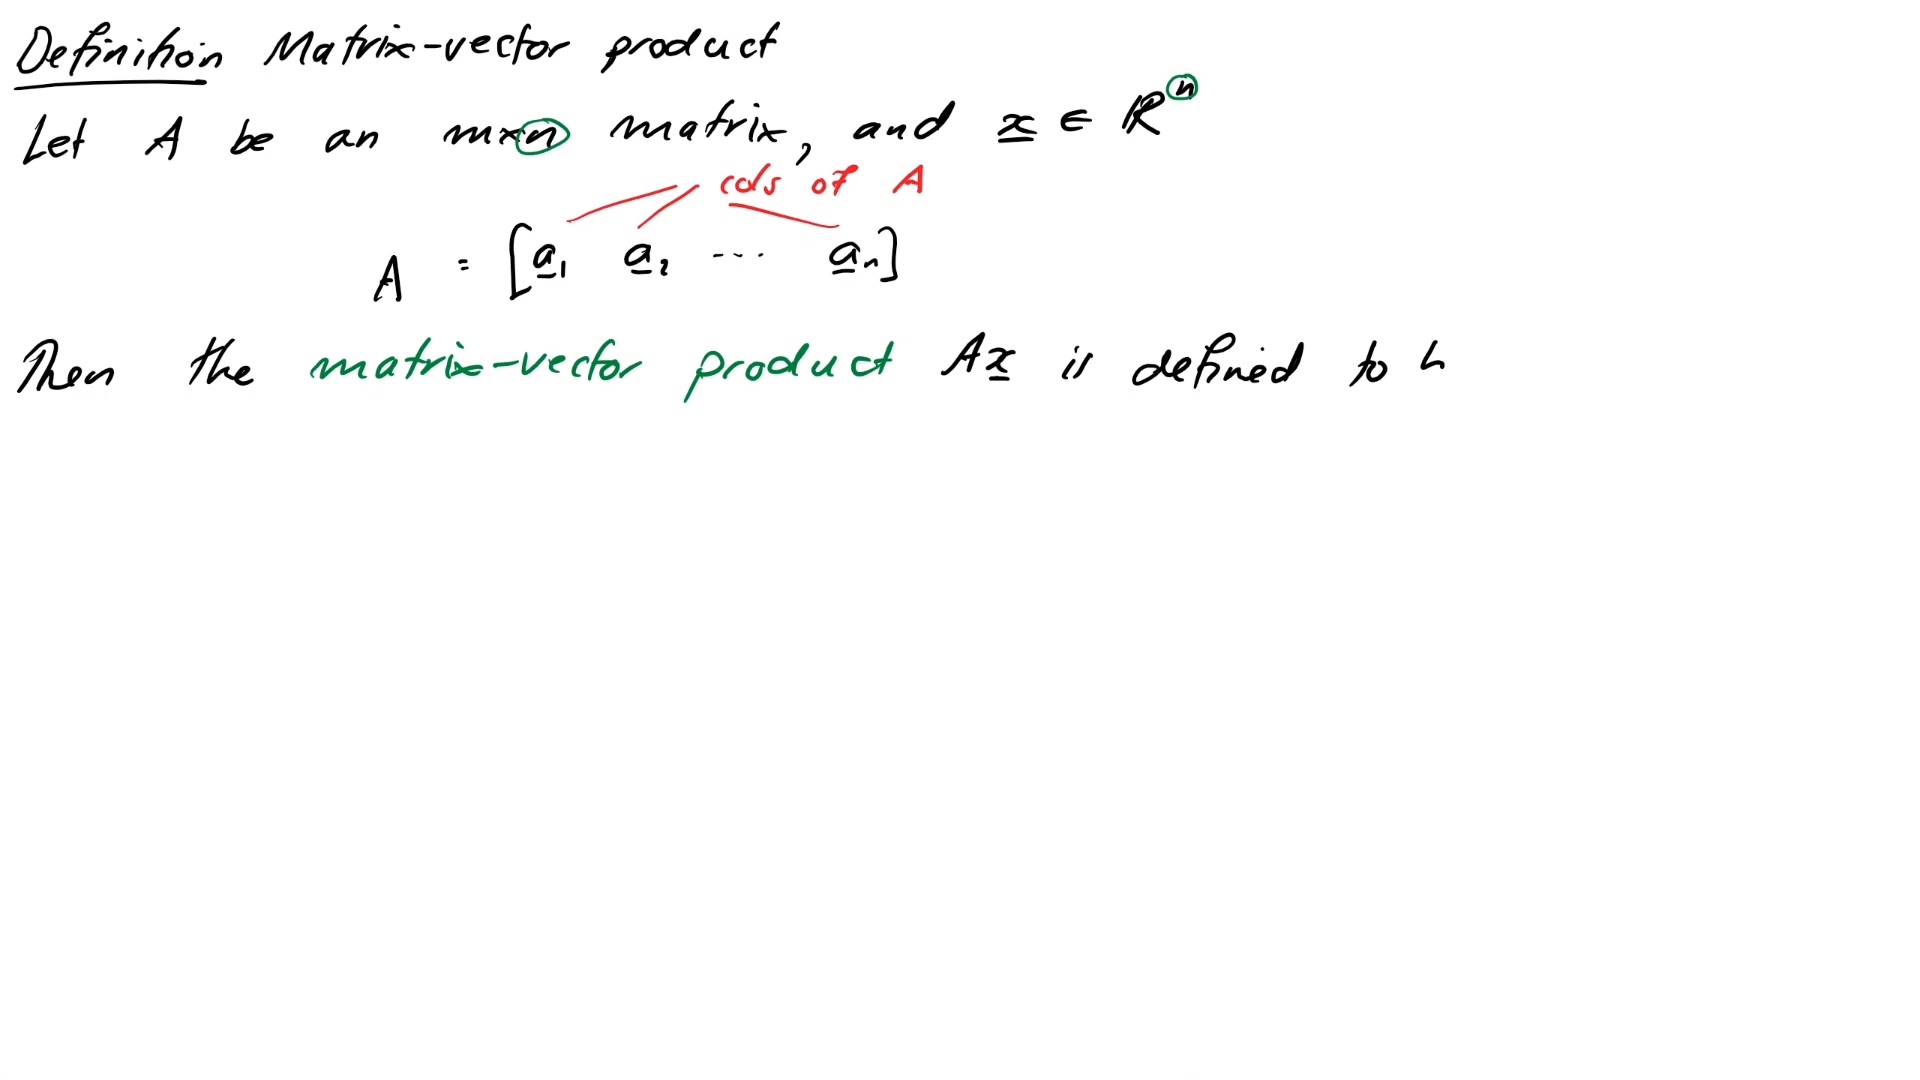 Definition Matrix-vector product
Let A be an m×n matrix, and x ∈ ℝⁿ
cols of A
A = [a₁ a₂ ... aₙ]
Then the matrix-vector product Ax is defined to